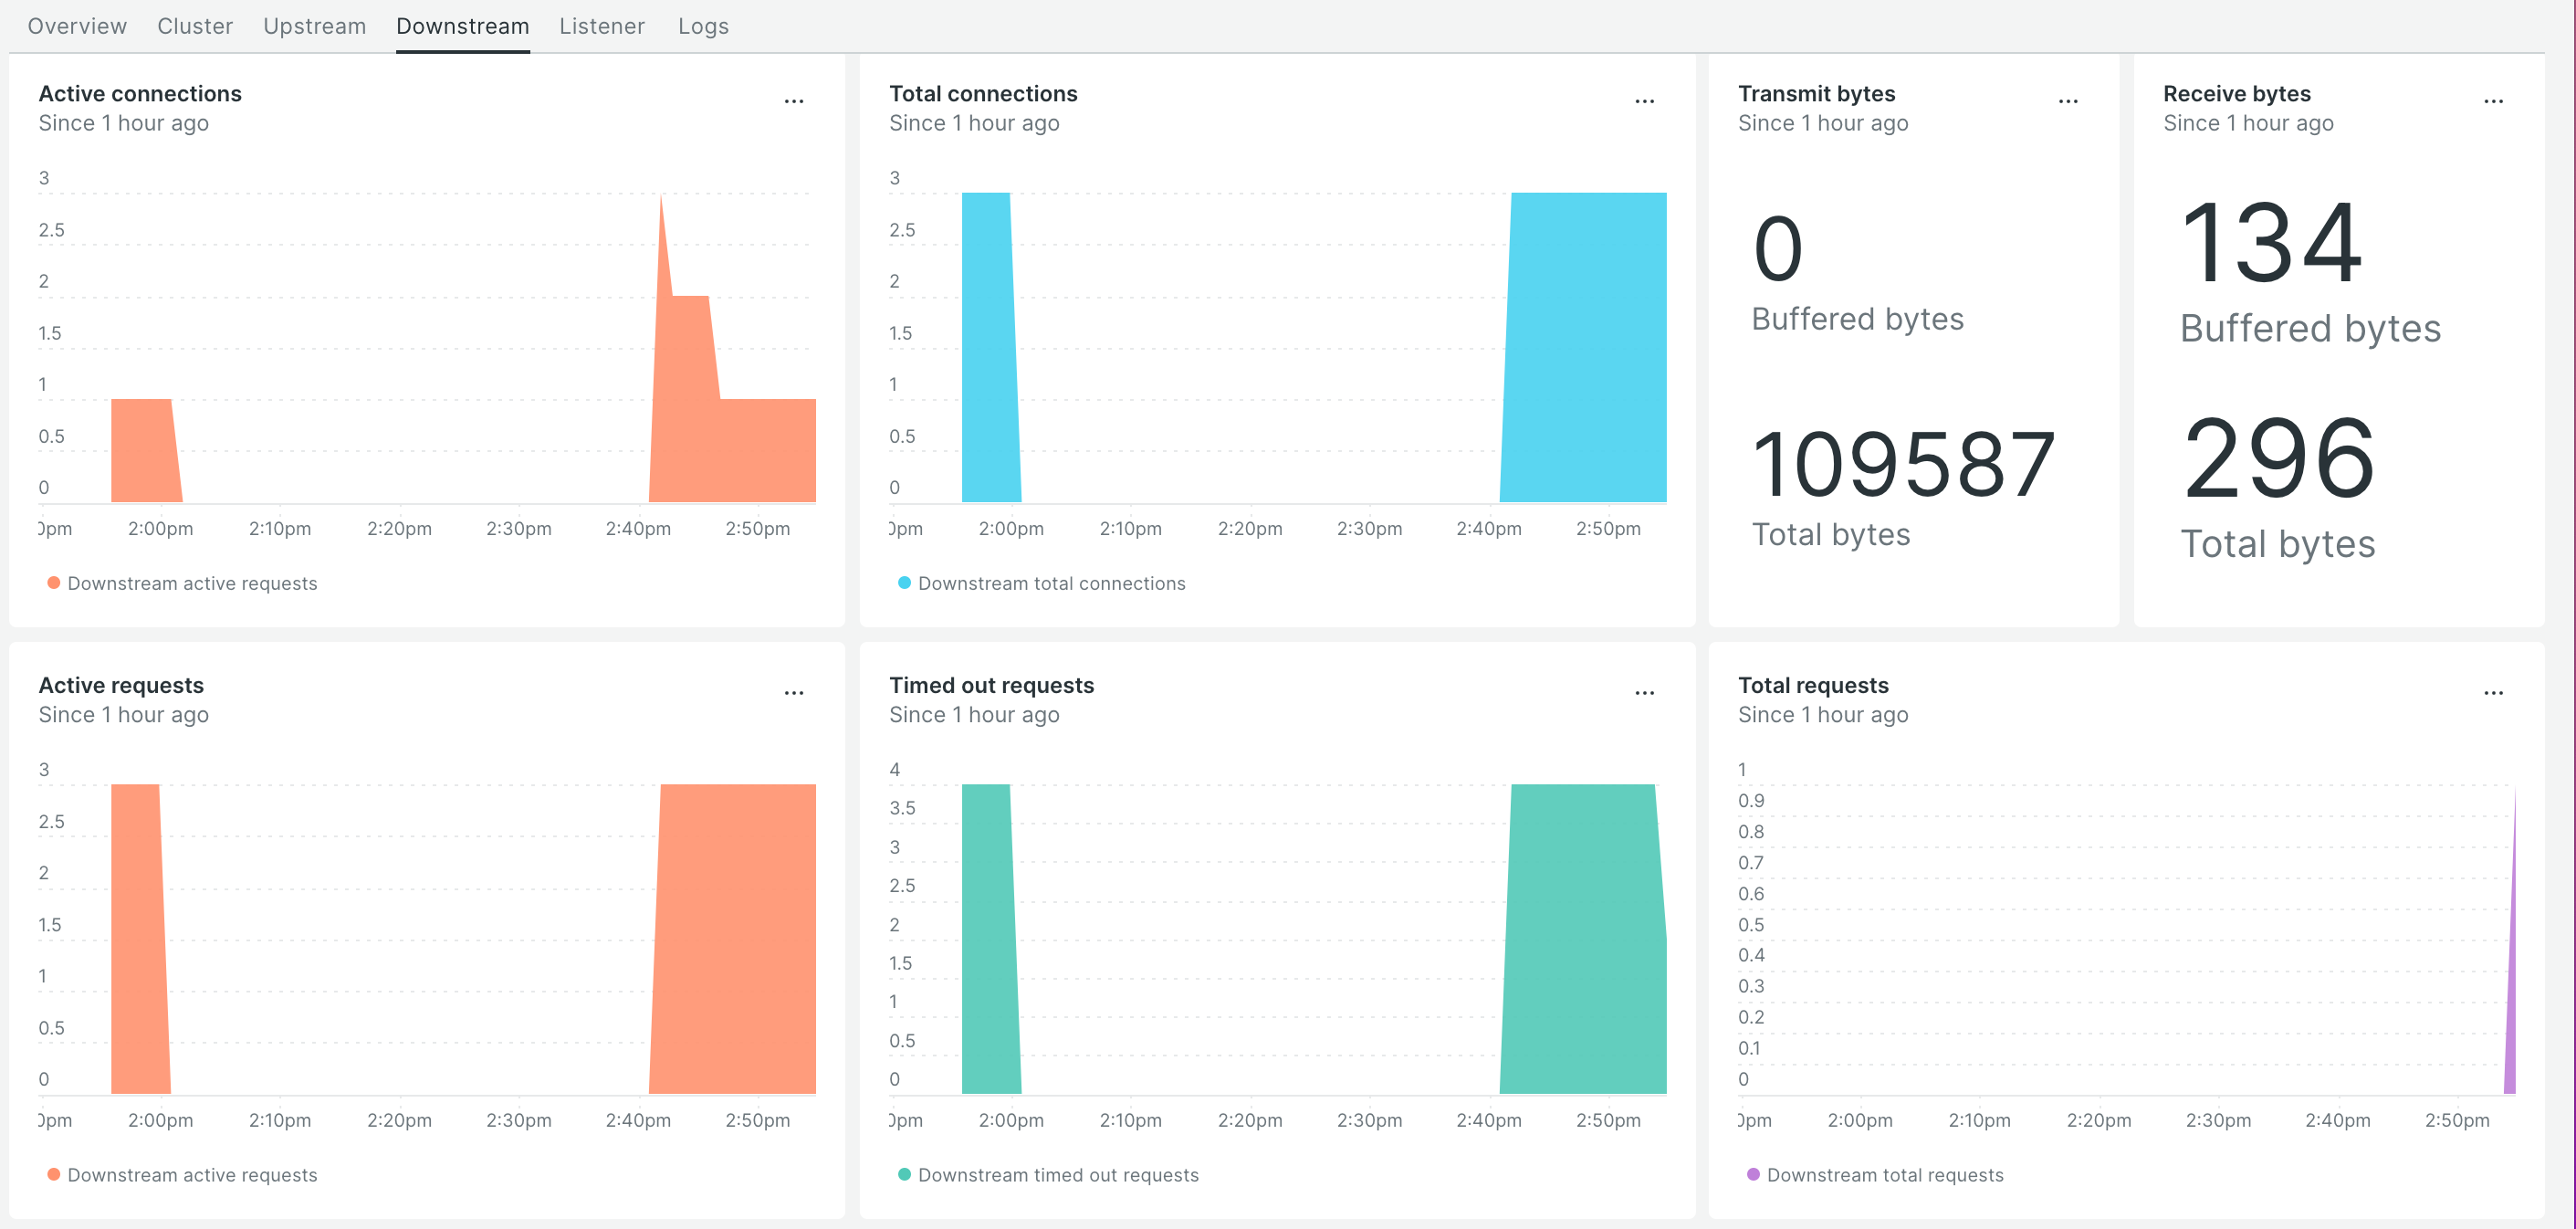 Overview Cluster Upstream Downstream Listener Logs
Active connections
...
Since 1 hour ago
3
2.5
2
1.5
1
0.5
0
0pm 2:00pm 2:10pm 2:20pm 2:30pm 2:40pm 2:50pm
Downstream active requests
Total connections
...
Since 1 hour ago
3
2.5
2
1.5
1
0.5
0
0pm 2:00pm 2:10pm 2:20pm 2:30pm 2:40pm 2:50pm
Downstream total connections
Transmit bytes
...
Since 1 hour ago
0
Buffered bytes
109587
Total bytes
Receive bytes
...
Since 1 hour ago
134
Buffered bytes
296
Total bytes
Active requests
...
Since 1 hour ago
3
2.5
2
1.5
1
0.5
0
0pm 2:00pm 2:10pm 2:20pm 2:30pm 2:40pm 2:50pm
Downstream active requests
Timed out requests
...
Since 1 hour ago
4
3.5
3
2.5
2
1.5
1
0.5
0
0pm 2:00pm 2:10pm 2:20pm 2:30pm 2:40pm 2:50pm
Downstream timed out requests
Total requests
...
Since 1 hour ago
1
0.9
0.8
0.7
0.6
0.5
0.4
0.3
0.2
0.1
0
0pm 2:00pm 2:10pm 2:20pm 2:30pm 2:40pm 2:50pm
Downstream total requests